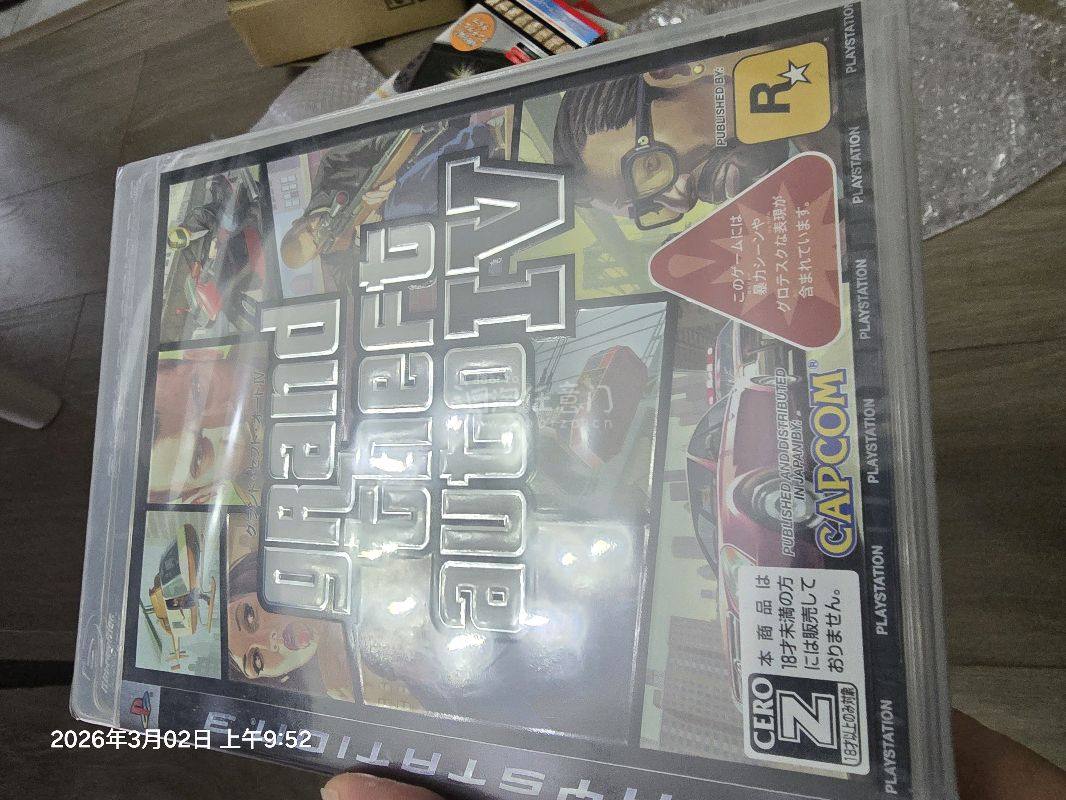 PLAYSTATION 3
グランド・セフト・オートIV
grand
theft
auto
IV
PUBLISHED BY:
R
このゲームには
暴力シーンや
グロテスクな表現が
含まれています。
PUBLISHED AND DISTRIBUTED
IN JAPAN BY:
CAPCOM®
CERO
Z
18才以上のみ対象
本商品は
18才未満の方
には販売して
おりません。
PLAYSTATION
PLAYSTATION
PLAYSTATION
PLAYSTATION
PLAYSTATION
PLAYSTATION
2026年3月02日 上午9:52